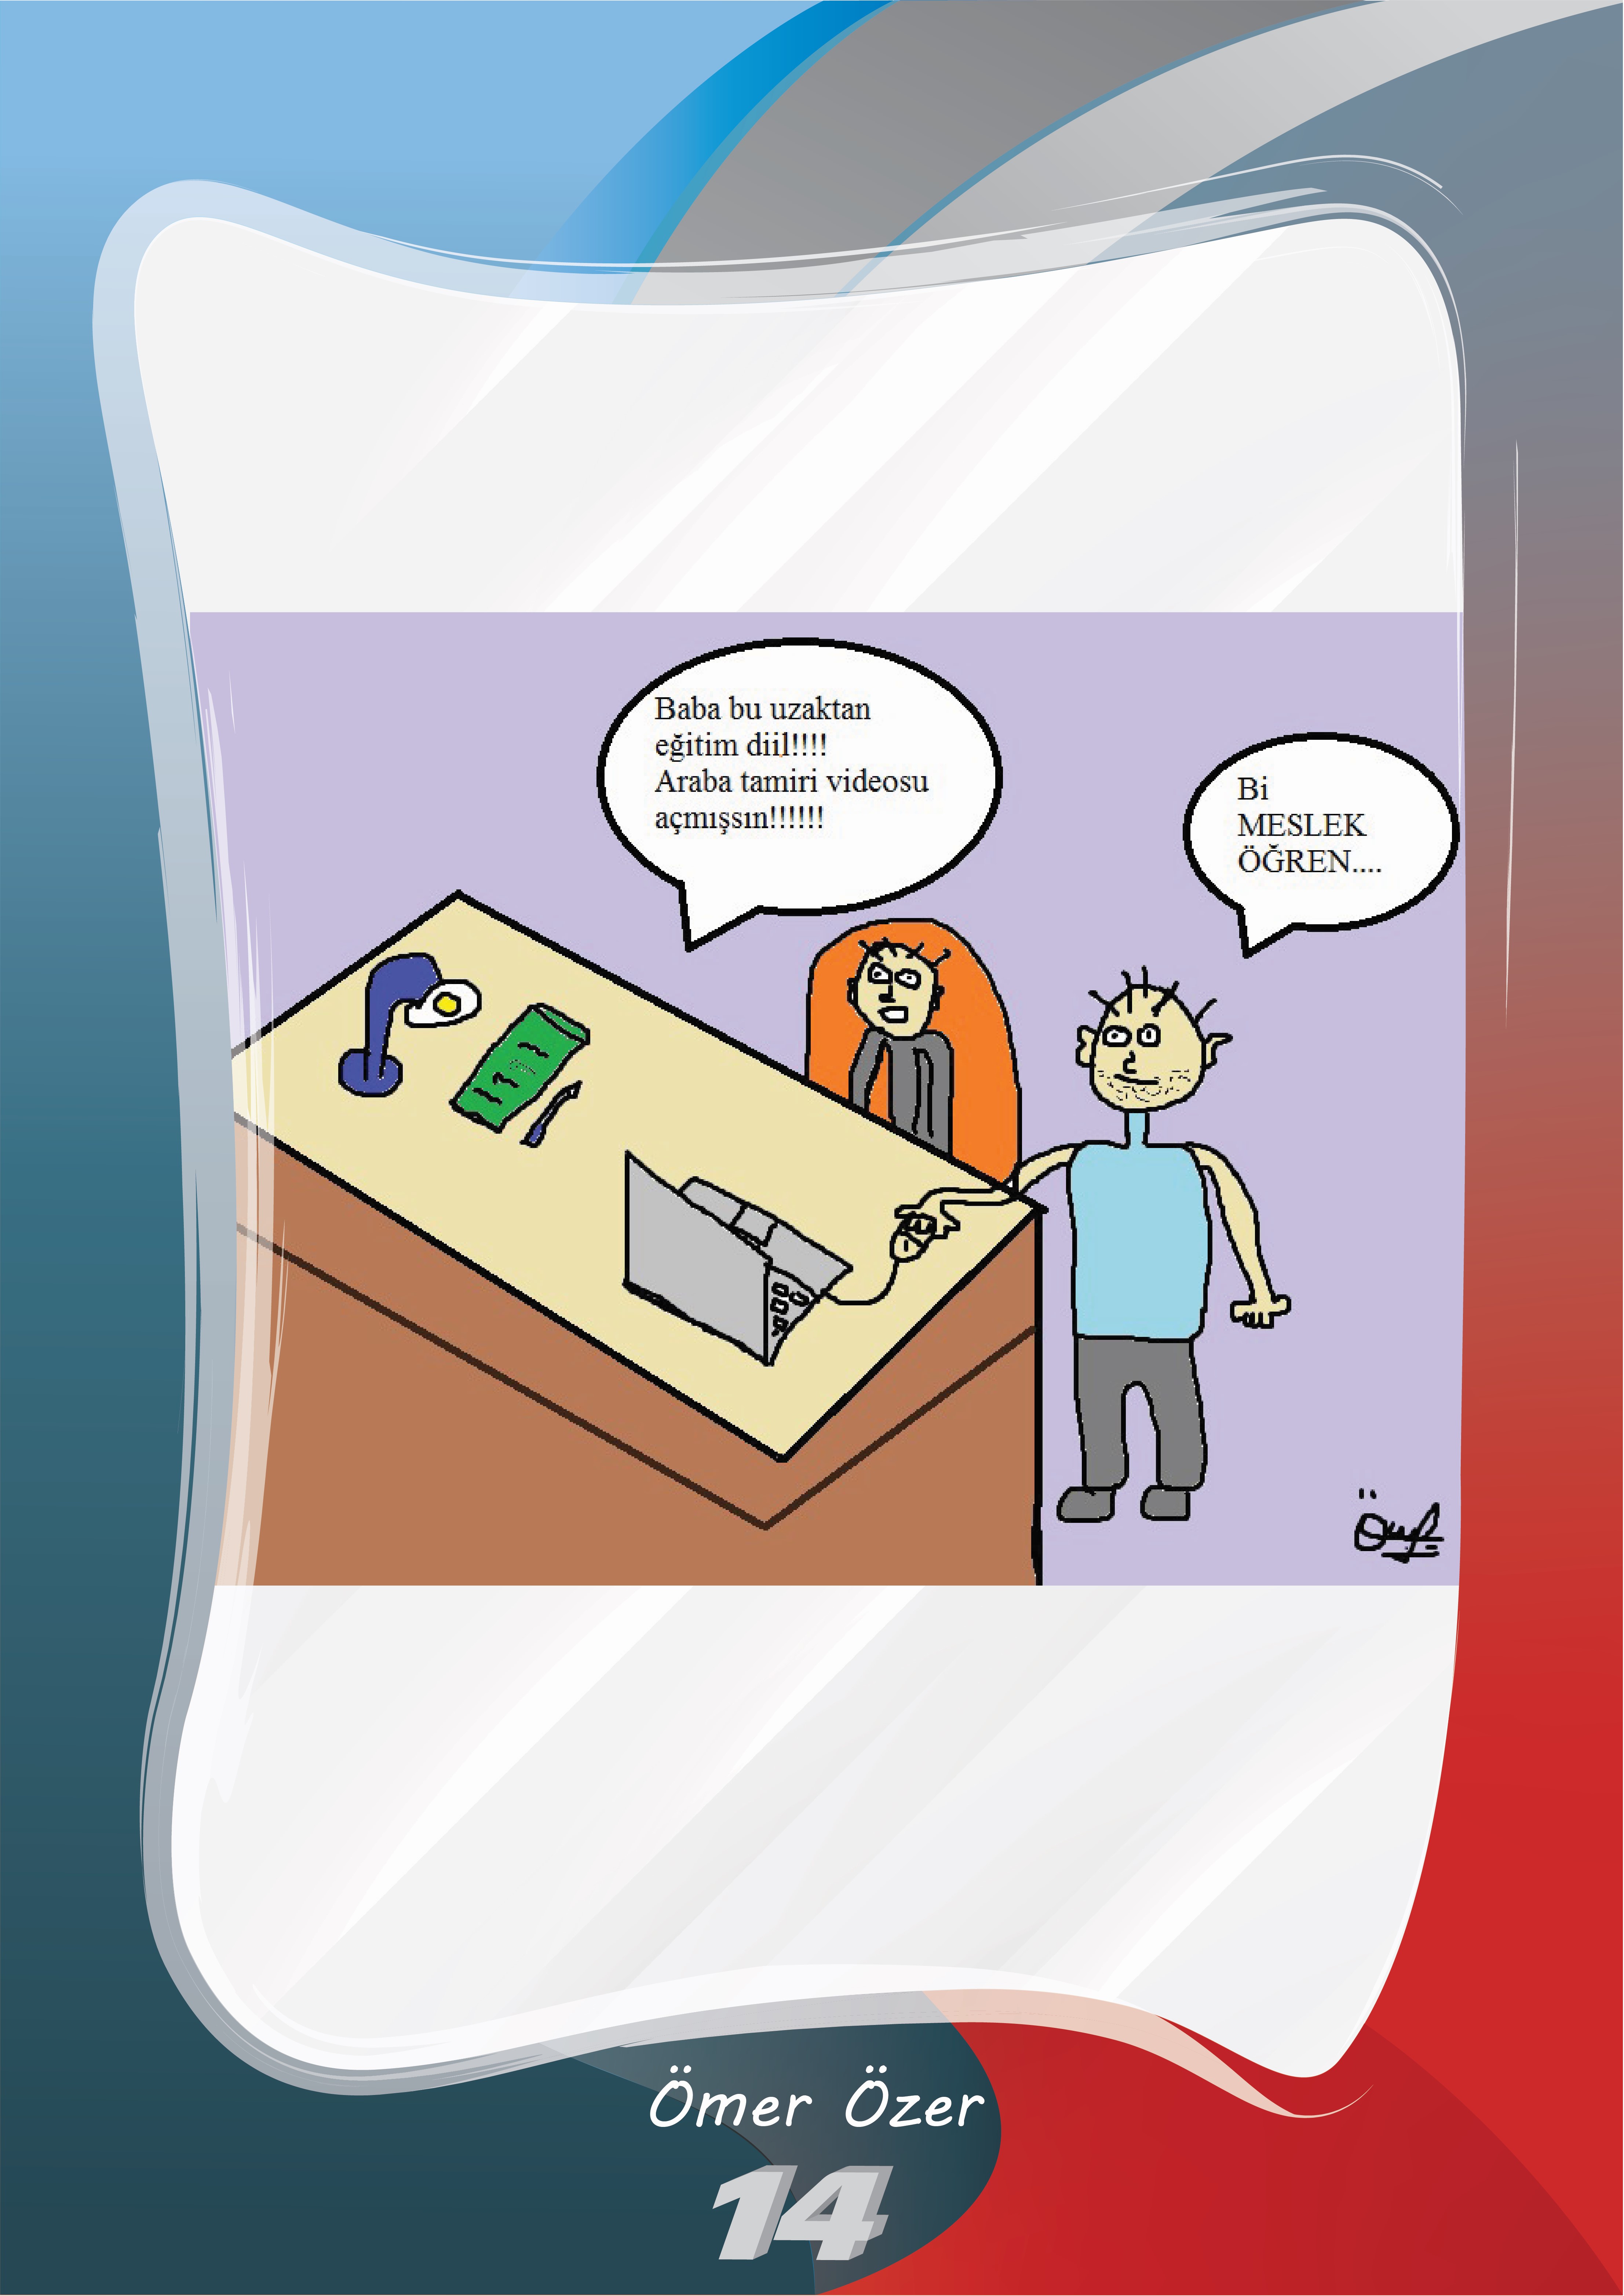 Baba bu uzaktan
eğitim diil!!!!
Araba tamiri videosu
açmışsın!!!!!!
Bi
MESLEK
ÖĞREN....
Ömer Özer
14